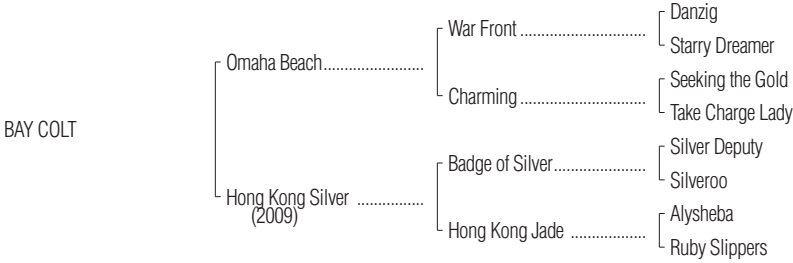 Danzig
War Front ..............................
Starry Dreamer
Omaha Beach........................
Seeking the Gold
Charming ..............................
Take Charge Lady
BAY COLT
Silver Deputy
Badge of Silver......................
Silveroo
Hong Kong Silver ................
(2009)
Alysheba
Hong Kong Jade ..................
Ruby Slippers